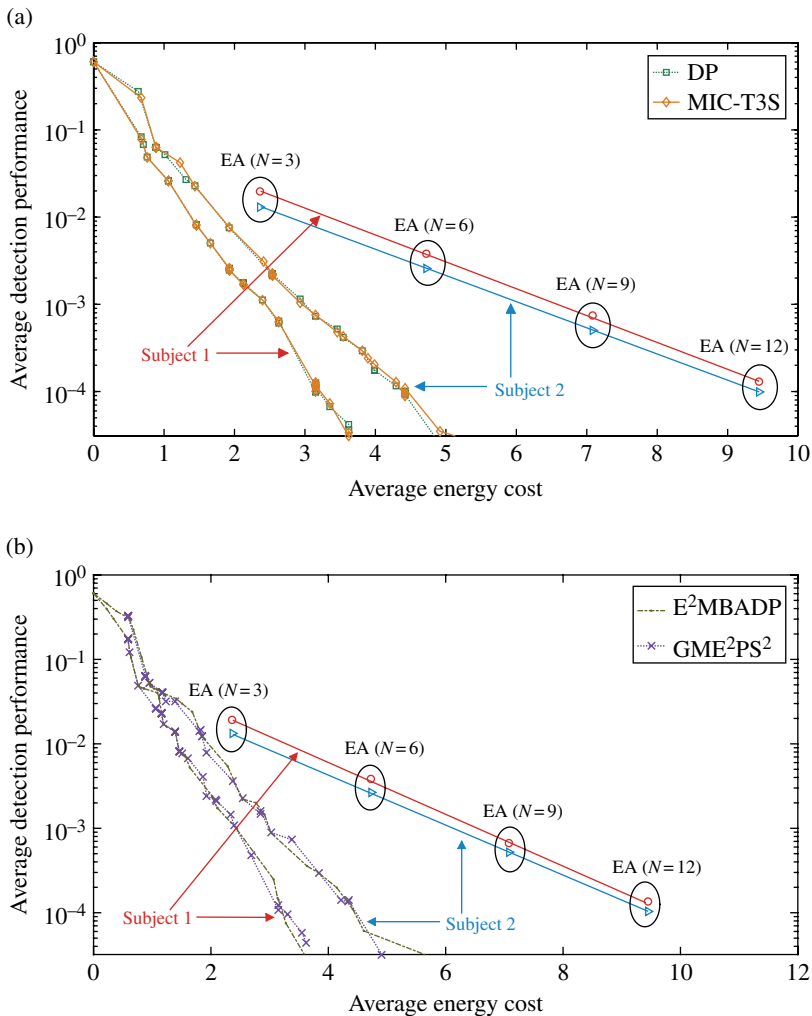 (a)
10^0
10^-1
10^-2
10^-3
10^-4
Average detection performance
DP
MIC-T3S
EA (N=3)
EA (N=6)
EA (N=9)
EA (N=12)
Subject 1
Subject 2
0 1 2 3 4 5 6 7 8 9 10
Average energy cost
(b)
10^0
10^-1
10^-2
10^-3
10^-4
Average detection performance
E²MBADP
GME²PS²
EA (N=3)
EA (N=6)
EA (N=9)
EA (N=12)
Subject 1
Subject 2
0 2 4 6 8 10 12
Average energy cost